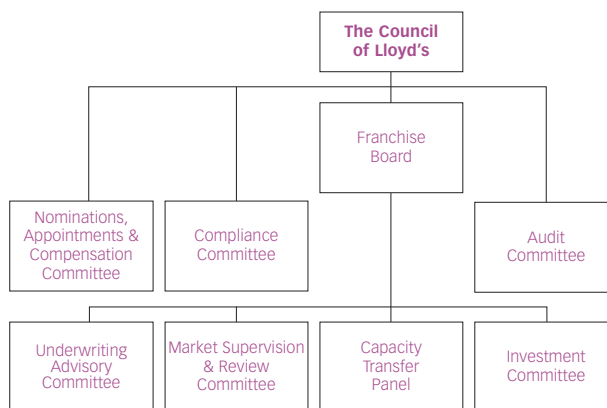 The Council
of Lloyd's
Franchise
Board
Nominations,
Appointments &
Compensation
Committee
Compliance
Committee
Audit
Committee
Underwriting
Advisory
Committee
Market Supervision
& Review
Committee
Capacity
Transfer
Panel
Investment
Committee